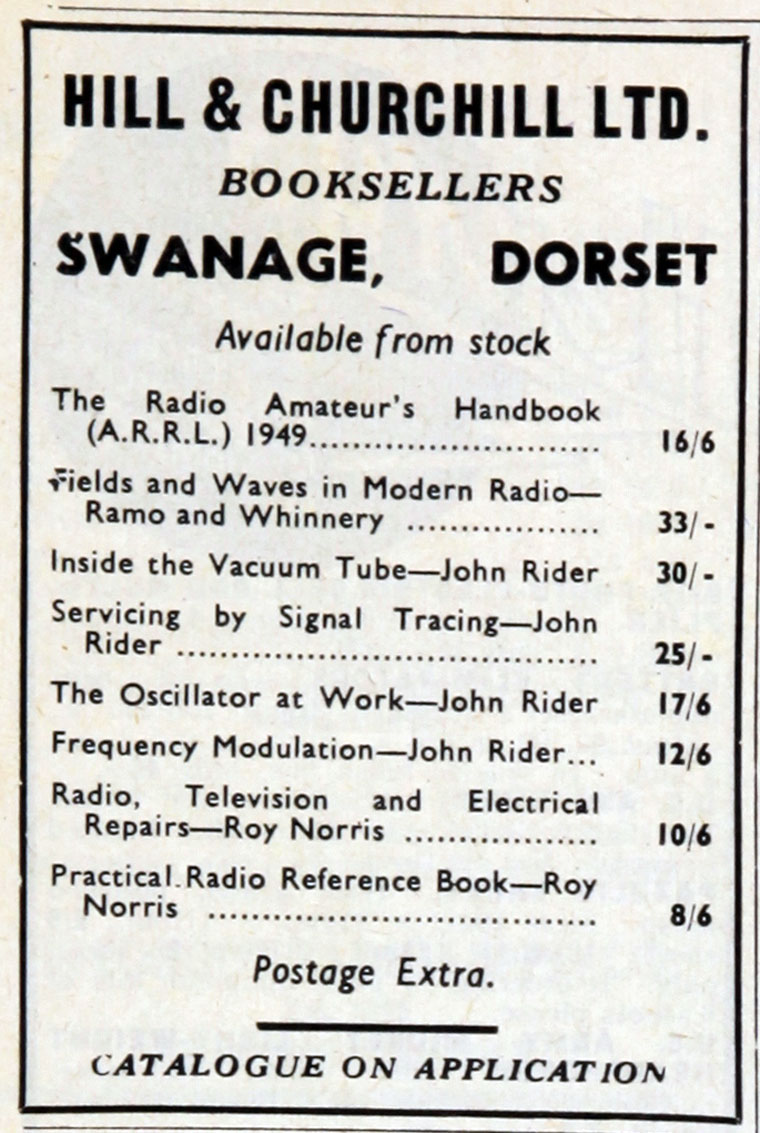 HILL & CHURCHILL LTD.
BOOKSELLERS
SWANAGE, DORSET
Available from stock
The Radio Amateur's Handbook
(A.R.R.L.) 1949.............................. 16/6
Fields and Waves in Modern Radio—
Ramo and Whinnery .................... 33/-
Inside the Vacuum Tube—John Rider 30/-
Servicing by Signal Tracing—John
Rider ............................................ 25/-
The Oscillator at Work—John Rider 17/6
Frequency Modulation—John Rider... 12/6
Radio, Television and Electrical
Repairs—Roy Norris .................... 10/6
Practical Radio Reference Book—Roy
Norris ........................................ 8/6
Postage Extra.
CATALOGUE ON APPLICATION